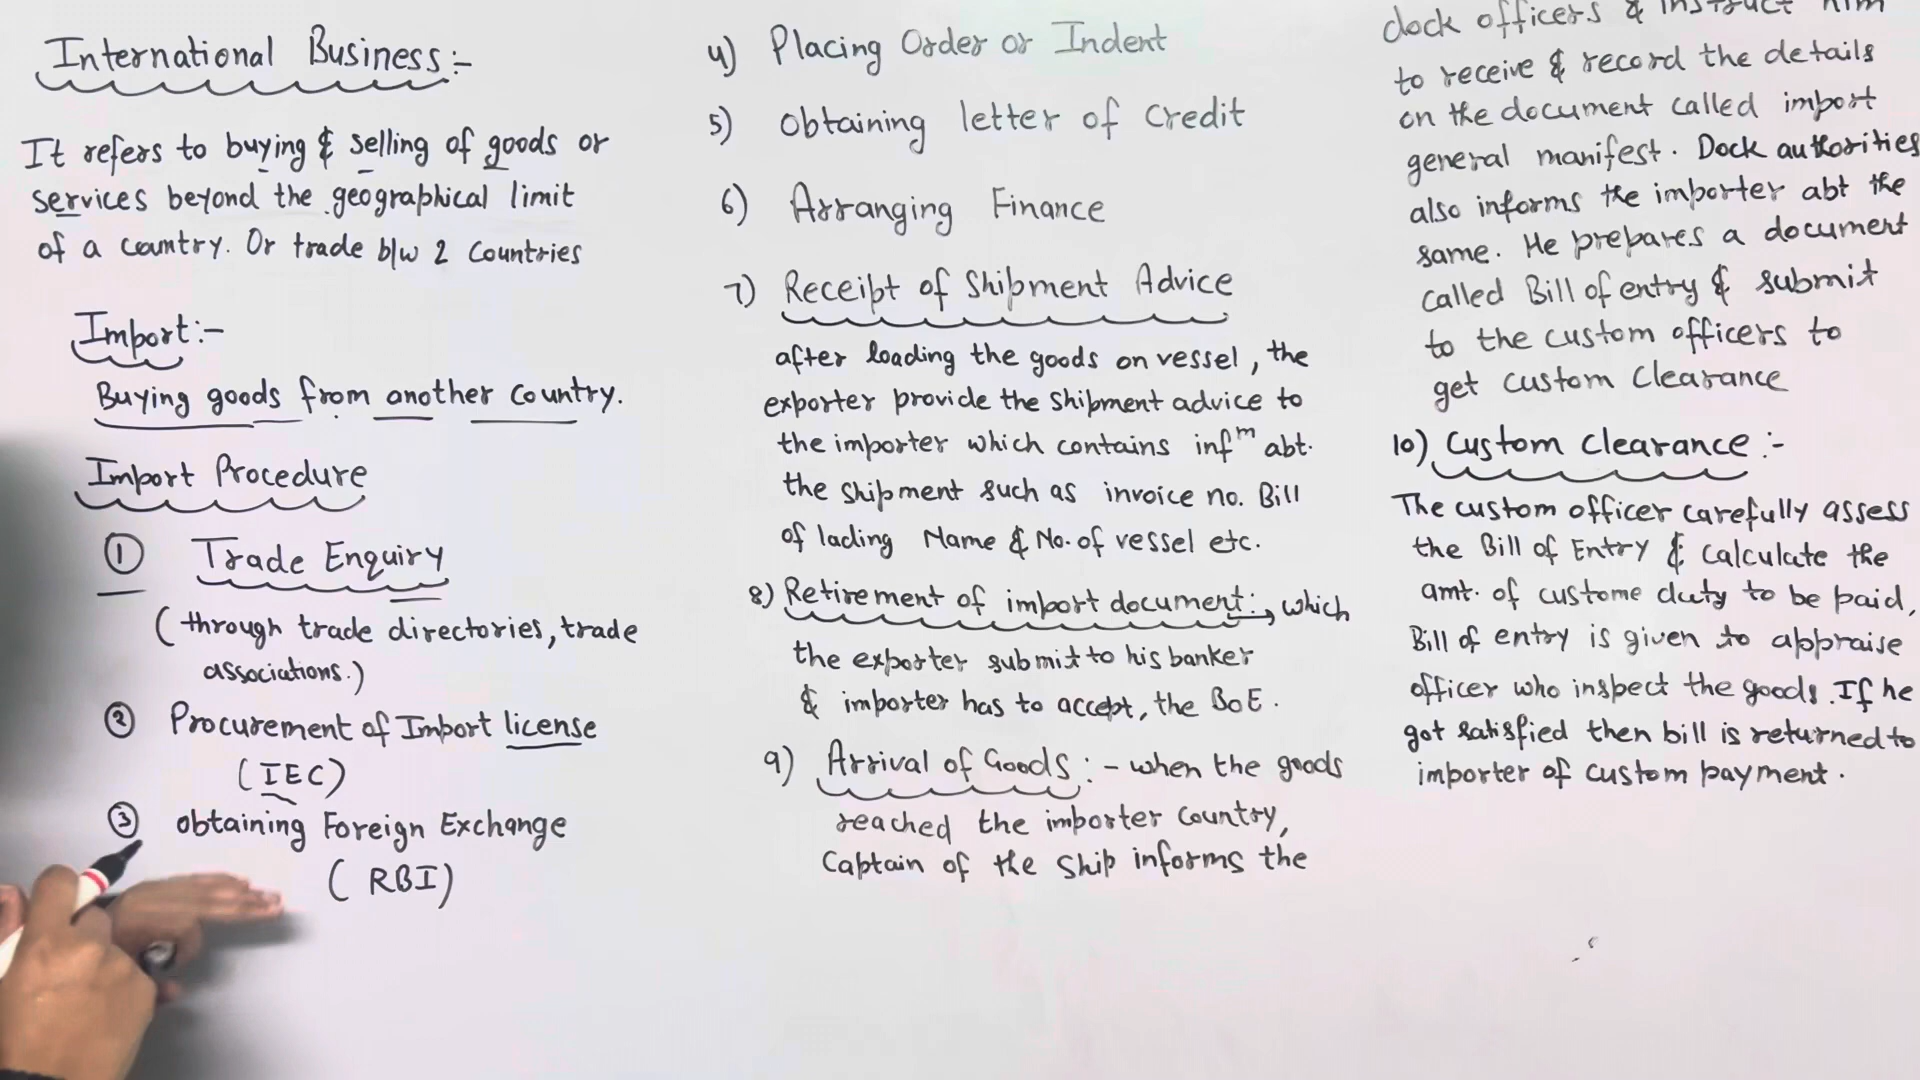 International Business:-
It refers to buying & selling of goods or
services beyond the geographical limit
of a country. Or trade b/w 2 Countries
Import:-
Buying goods from another Country.
Import Procedure
① Trade Enquiry
(through trade directories, trade
associations.)
② Procurement of Import license
(IEC)
③ obtaining Foreign Exchange
(RBI)
4) Placing Order or Indent
5) Obtaining letter of Credit
6) Arranging Finance
7) Receipt of Shipment Advice
after loading the goods on vessel, the
exporter provide the shipment advice to
the importer which contains infm abt.
the shipment such as invoice no. Bill
of lading Name & No. of vessel etc.
8) Retirement of import document:→ which
the exporter submit to his banker
& importer has to accept, the BoE.
9) Arrival of Goods:- when the goods
reached the importer Country,
Captain of the Ship informs the
dock officers & instruct him
to receive & record the details
on the document called import
general manifest. Dock authorities
also informs the importer abt the
same. He prepares a document
called Bill of entry & submit
to the custom officers to
get custom Clearance
10) Custom Clearance:-
The custom officer carefully assess
the Bill of Entry & Calculate the
amt. of custome duty to be paid,
Bill of entry is given to appraise
officer who inspect the goods. If he
got satisfied then bill is returned to
importer of custom payment.